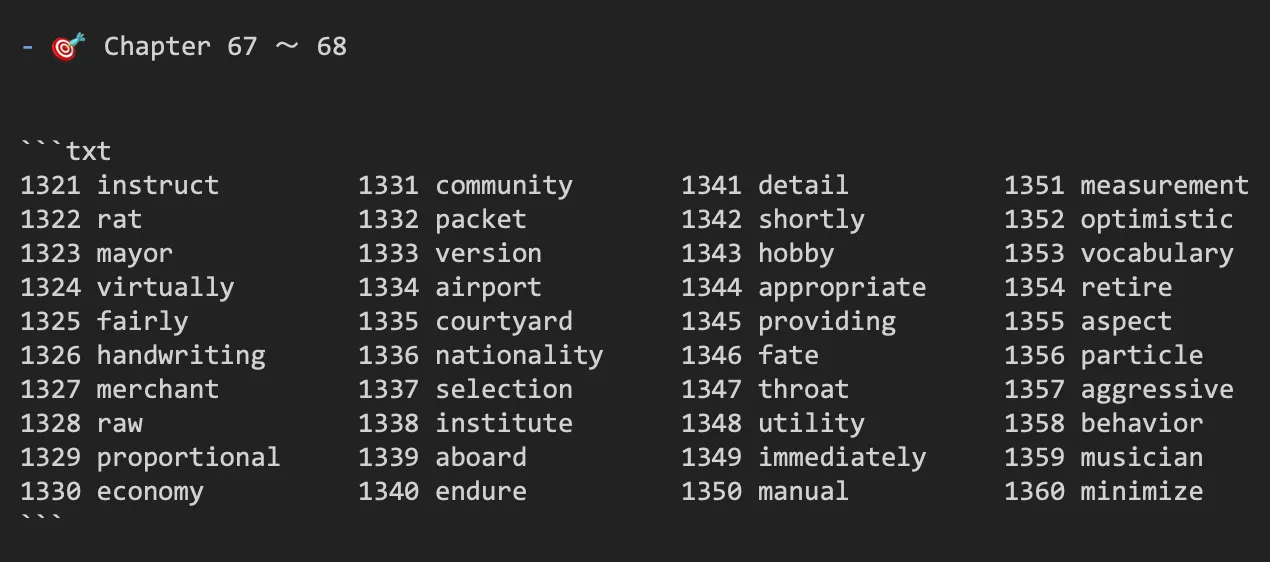 - 🎯 Chapter 67 ～ 68
```txt
1321 instruct 1331 community 1341 detail 1351 measurement
1322 rat 1332 packet 1342 shortly 1352 optimistic
1323 mayor 1333 version 1343 hobby 1353 vocabulary
1324 virtually 1334 airport 1344 appropriate 1354 retire
1325 fairly 1335 courtyard 1345 providing 1355 aspect
1326 handwriting 1336 nationality 1346 fate 1356 particle
1327 merchant 1337 selection 1347 throat 1357 aggressive
1328 raw 1338 institute 1348 utility 1358 behavior
1329 proportional 1339 aboard 1349 immediately 1359 musician
1330 economy 1340 endure 1350 manual 1360 minimize
```